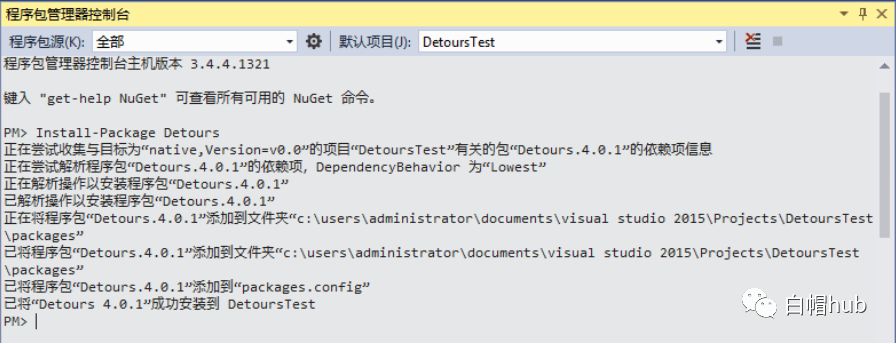 程序包管理器控制台
程序包源(K): 全部 默认项目(J): DetoursTest
程序包管理器控制台主机版本 3.4.4.1321
键入 "get-help NuGet" 可查看所有可用的 NuGet 命令。
PM> Install-Package Detours
正在尝试收集与目标为“native,Version=v0.0”的项目“DetoursTest”有关的包“Detours.4.0.1”的依赖项信息
正在尝试解析程序包“Detours.4.0.1”的依赖项，DependencyBehavior 为“Lowest”
正在解析操作以安装程序包“Detours.4.0.1”
已解析操作以安装程序包“Detours.4.0.1”
正在将程序包“Detours.4.0.1”添加到文件夹“c:\users\administrator\documents\visual studio 2015\Projects\DetoursTest
\packages”
已将程序包“Detours.4.0.1”添加到文件夹“c:\users\administrator\documents\visual studio 2015\Projects\DetoursTest
\packages”
已将程序包“Detours.4.0.1”添加到“packages.config”
已将“Detours 4.0.1”成功安装到 DetoursTest
PM>
白帽hub